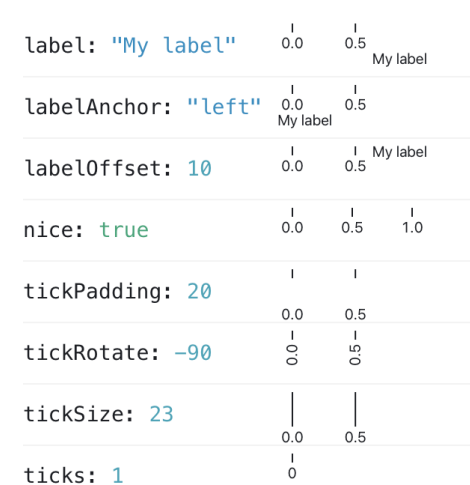 label: "My label" 0.0 0.5
My label
labelAnchor: "left" 0.0 0.5
My label
labelOffset: 10 0.0 0.5 My label
nice: true 0.0 0.5 1.0
tickPadding: 20
0.0 0.5
tickRotate: -90 0.0 0.5
tickSize: 23
0.0 0.5
ticks: 1 0